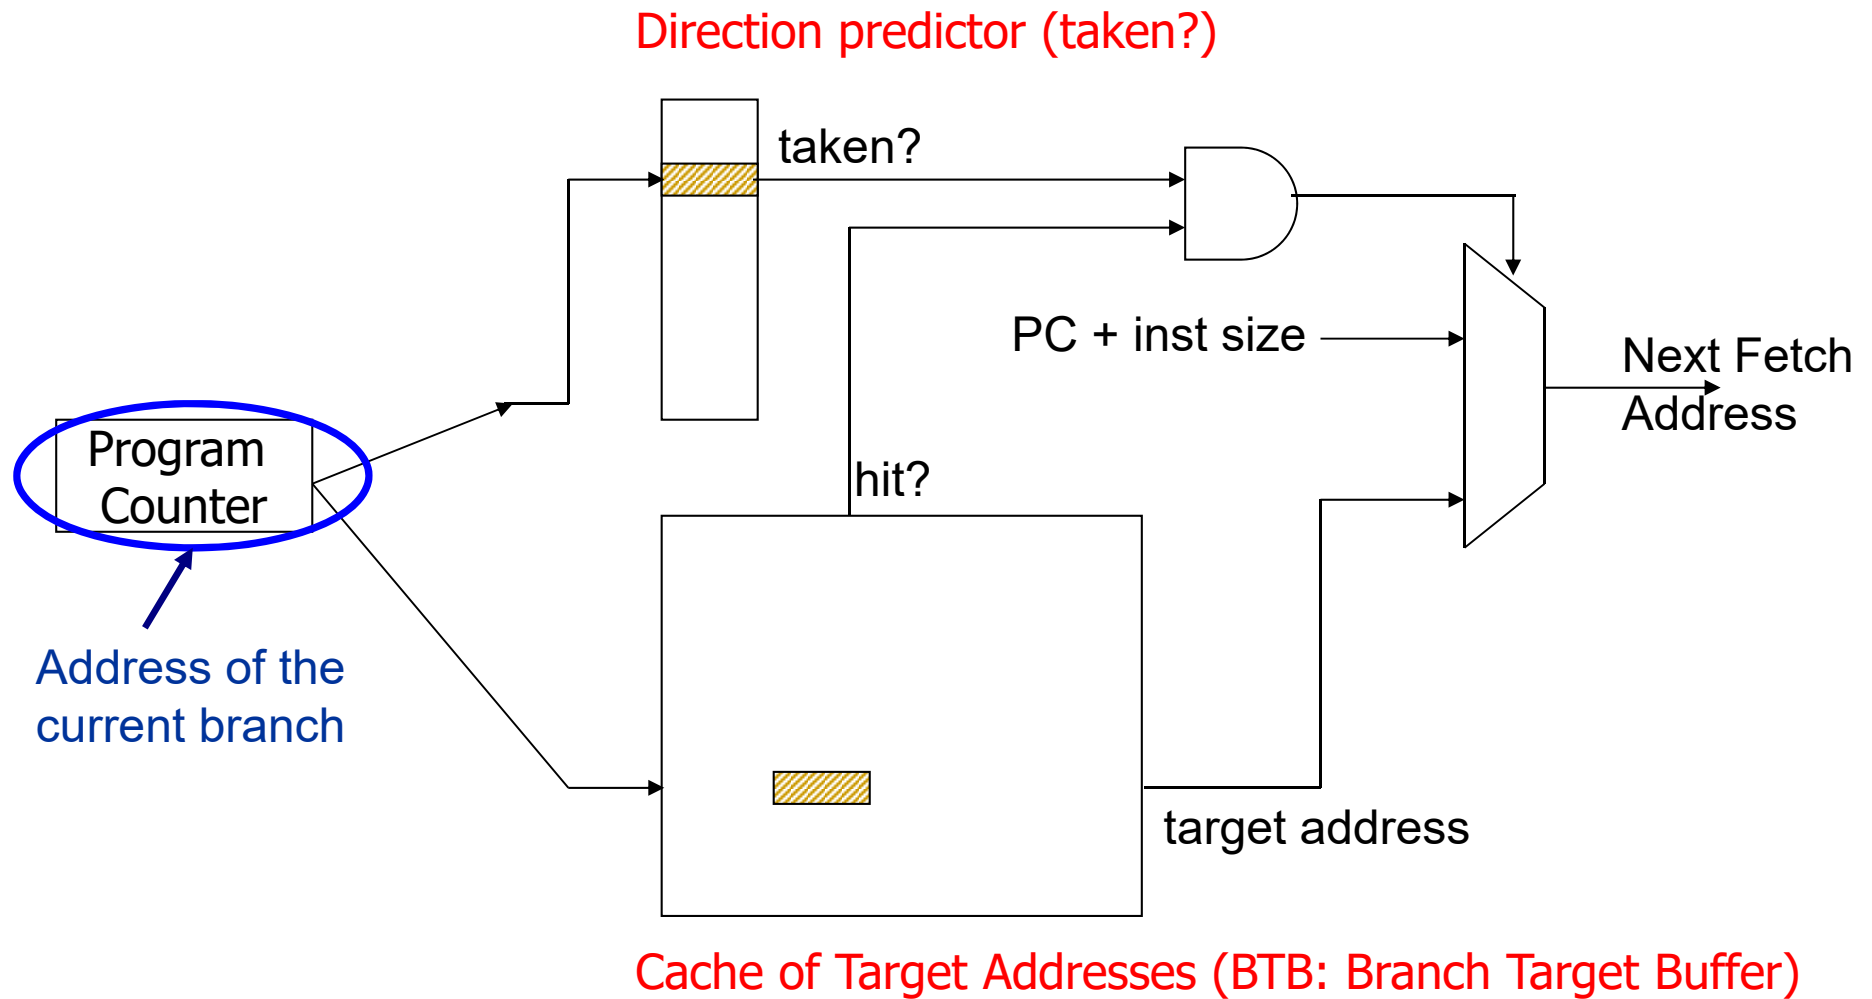 Direction predictor (taken?)
taken?
PC + inst size
Next Fetch
Address
Program
Counter
hit?
Address of the
current branch
target address
Cache of Target Addresses (BTB: Branch Target Buffer)